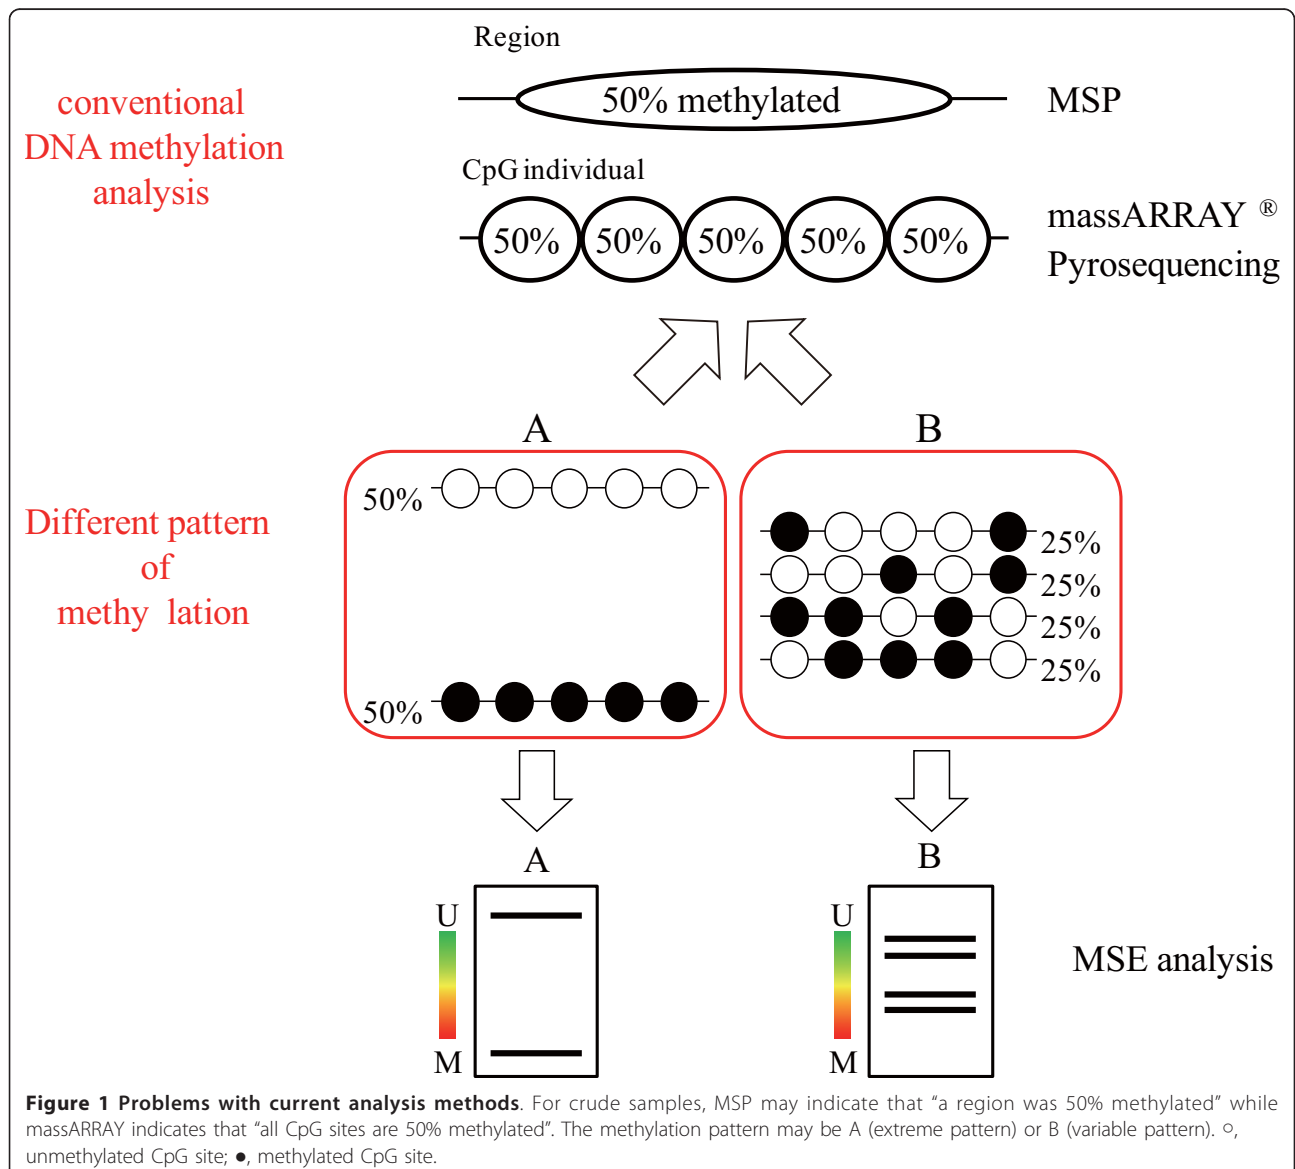 Region
conventional
DNA methylation
analysis
50% methylated
MSP
CpG individual
50% 50% 50% 50% 50%
massARRAY ®
Pyrosequencing
A
B
Different pattern
of
methy lation
50%
50%
25%
25%
25%
25%
A
B
U
M
U
M
MSE analysis
Figure 1 Problems with current analysis methods. For crude samples, MSP may indicate that “a region was 50% methylated” while
massARRAY indicates that “all CpG sites are 50% methylated”. The methylation pattern may be A (extreme pattern) or B (variable pattern). ○,
unmethylated CpG site; ●, methylated CpG site.